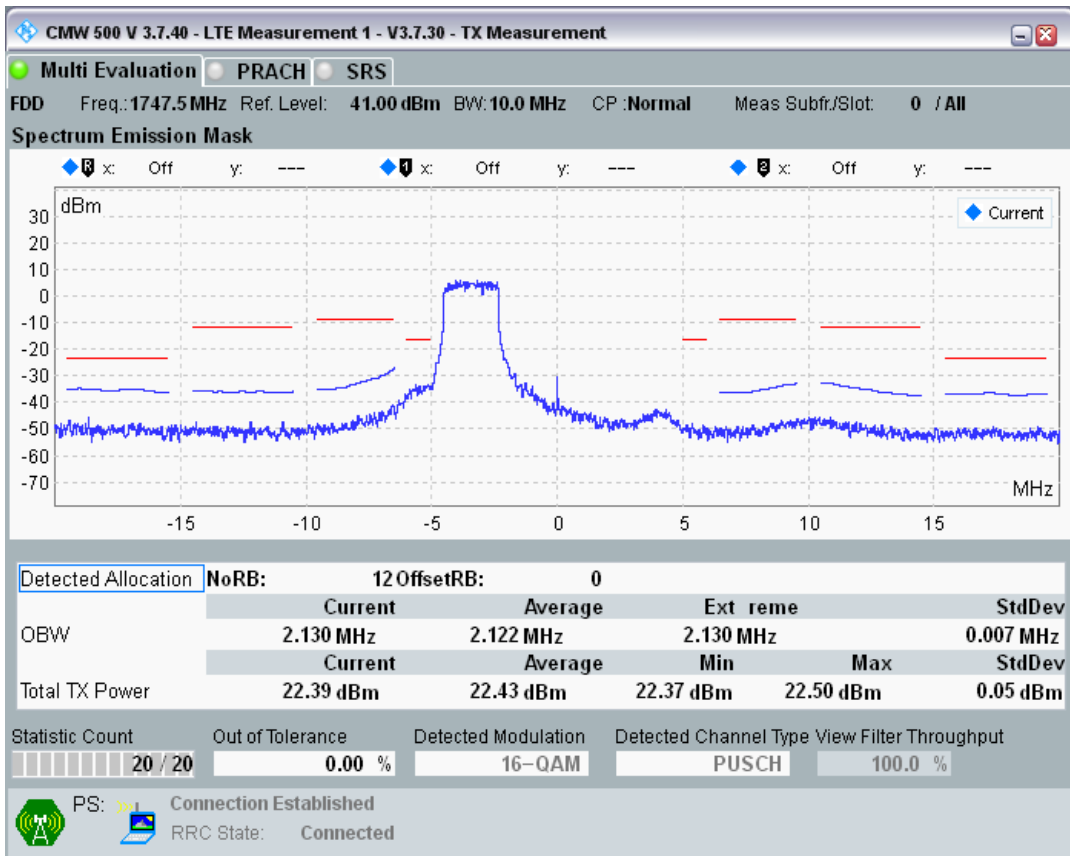 CMW 500 V 3.7.40 - LTE Measurement 1 - V3.7.30 - TX Measurement
Multi Evaluation PRACH SRS
FDD Freq.:1747.5 MHz Ref. Level: 41.00 dBm BW:10.0 MHz CP :Normal Meas Subfr./Slot: 0 / All
Spectrum Emission Mask
R x: Off y: --- 1 x: Off y: --- 2 x: Off y: ---
dBm
Current
30
20
10
0
-10
-20
-30
-40
-50
-60
-70
MHz
-15 -10 -5 0 5 10 15
Detected Allocation NoRB: 12 OffsetRB: 0
Current Average Ext reme StdDev
OBW 2.130 MHz 2.122 MHz 2.130 MHz 0.007 MHz
Current Average Min Max StdDev
Total TX Power 22.39 dBm 22.43 dBm 22.37 dBm 22.50 dBm 0.05 dBm
Statistic Count Out of Tolerance Detected Modulation Detected Channel Type View Filter Throughput
20 / 20 0.00 % 16-QAM PUSCH 100.0 %
PS: Connection Established
RRC State: Connected